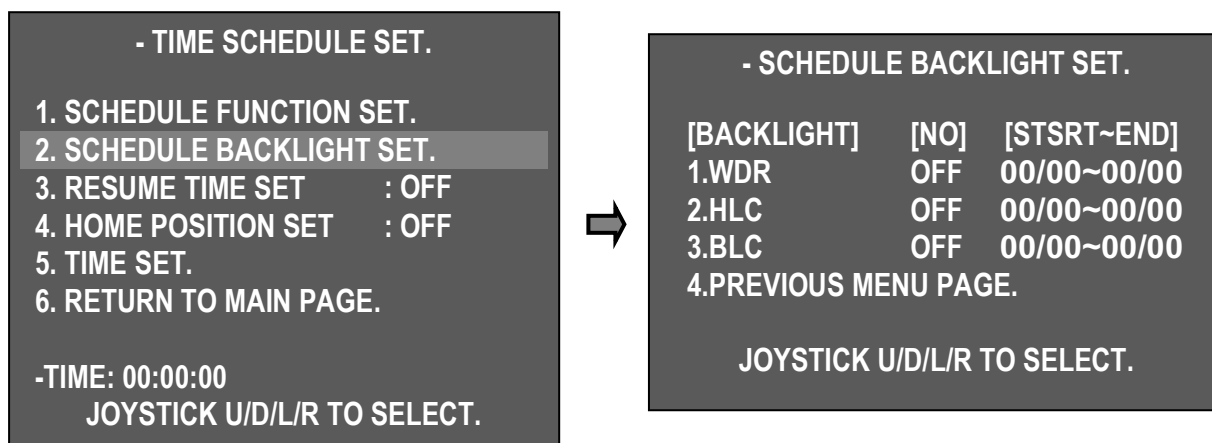 - TIME SCHEDULE SET.
1. SCHEDULE FUNCTION SET.
2. SCHEDULE BACKLIGHT SET.
3. RESUME TIME SET : OFF
4. HOME POSITION SET : OFF
5. TIME SET.
6. RETURN TO MAIN PAGE.
-TIME: 00:00:00
JOYSTICK U/D/L/R TO SELECT.
- SCHEDULE BACKLIGHT SET.
[BACKLIGHT] [NO] [STSRT~END]
1.WDR OFF 00/00~00/00
2.HLC OFF 00/00~00/00
3.BLC OFF 00/00~00/00
4.PREVIOUS MENU PAGE.
JOYSTICK U/D/L/R TO SELECT.